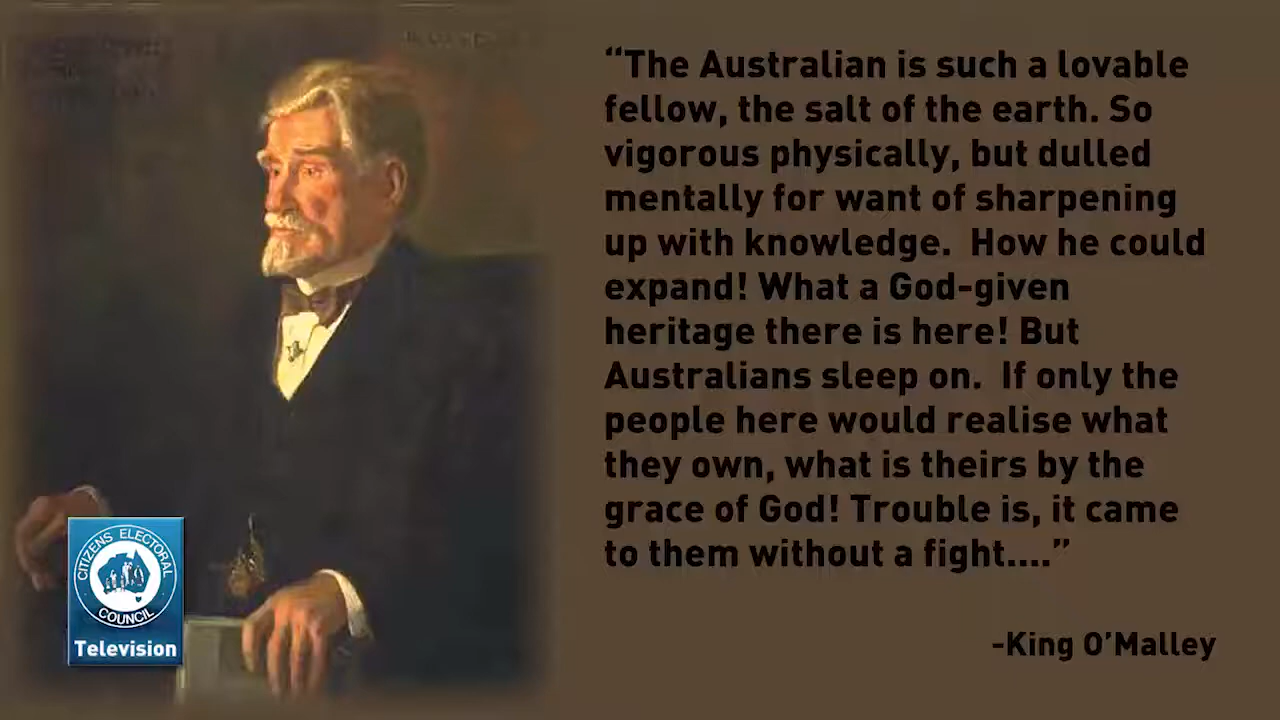 “The Australian is such a lovable
fellow, the salt of the earth. So
vigorous physically, but dulled
mentally for want of sharpening
up with knowledge.  How he could
expand! What a God-given
heritage there is here! But
Australians sleep on.  If only the
people here would realise what
they own, what is theirs by the
grace of God! Trouble is, it came
to them without a fight....”
-King O’Malley
CITIZENS ELECTORAL
COUNCIL
Television